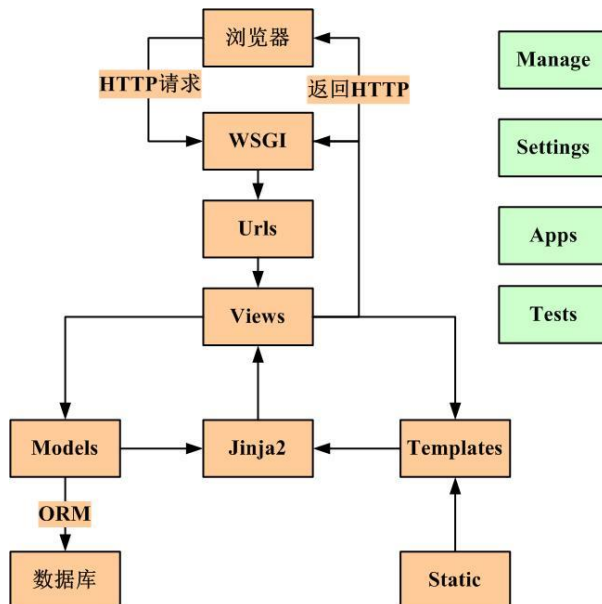 浏览器
Manage
HTTP请求
返回HTTP
WSGI
Settings
Urls
Apps
Views
Tests
Models
Jinja2
Templates
ORM
数据库
Static